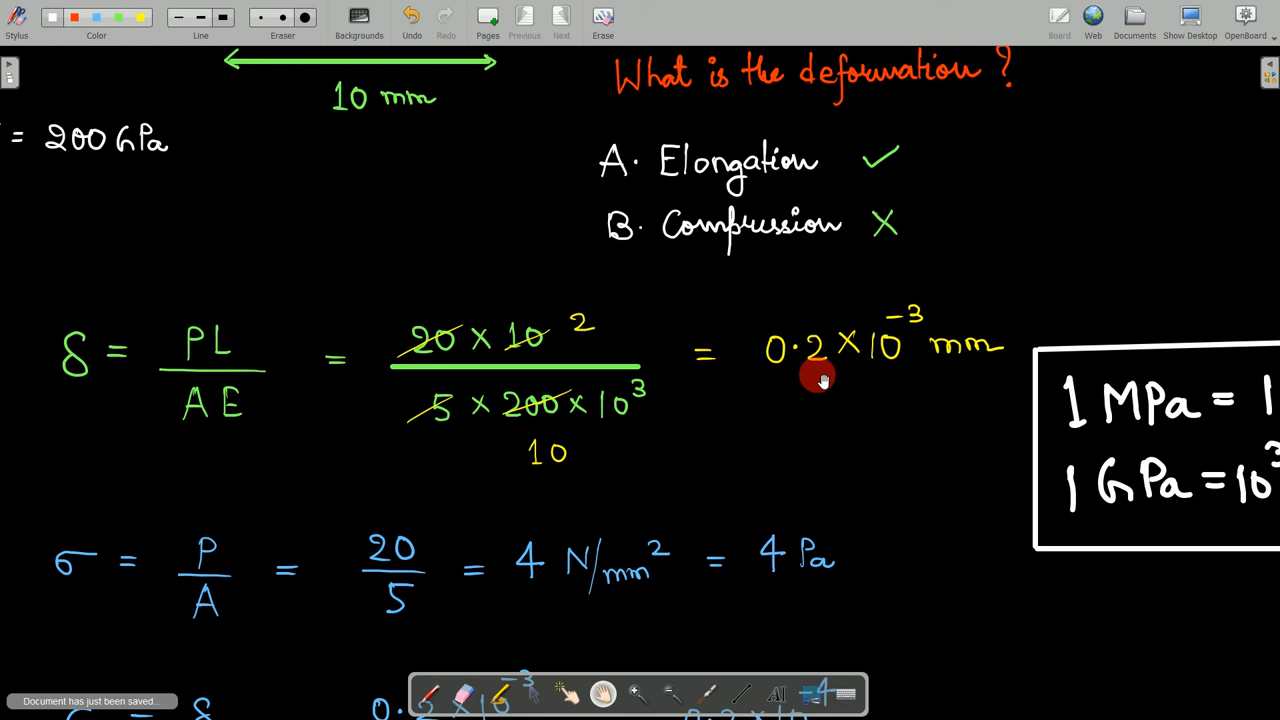 Stylus Color Line Eraser Backgrounds Undo Redo Pages Previous Next Erase Board Web Documents Show Desktop OpenBoard
10 mm
What is the deformation ?
= 200 GPa
A. Elongation ✓
B. Compression X
δ = PL / AE = 20 × 10 2 / 5 × 200 × 10³ 10 = 0.2 × 10⁻³ mm
1 MPa = 1
1 GPa = 10³
σ = P / A = 20 / 5 = 4 N/mm² = 4 Pa
Document has just been saved...